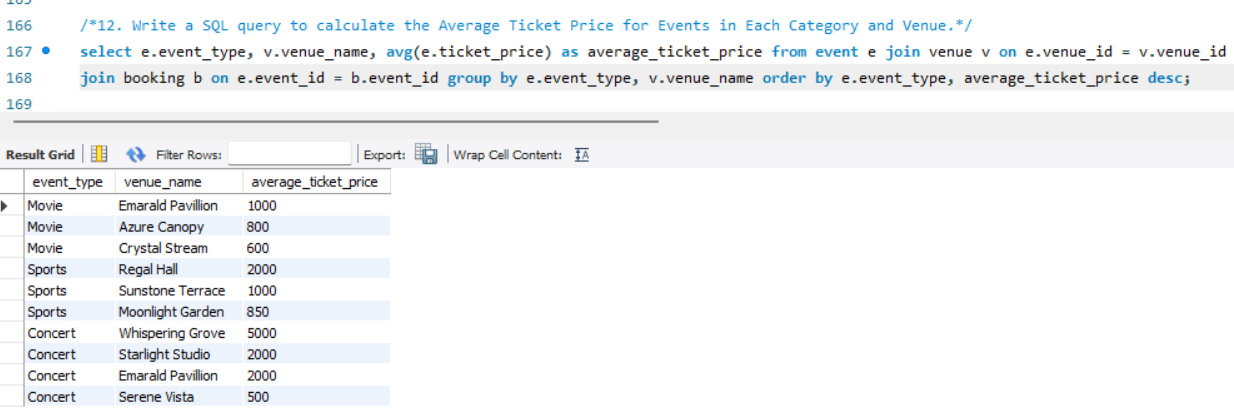 165
166 /*12. Write a SQL query to calculate the Average Ticket Price for Events in Each Category and Venue.*/
167 select e.event_type, v.venue_name, avg(e.ticket_price) as average_ticket_price from event e join venue v on e.venue_id = v.venue_id
168 join booking b on e.event_id = b.event_id group by e.event_type, v.venue_name order by e.event_type, average_ticket_price desc;
169
Result Grid Filter Rows: Export: Wrap Cell Content: IA
event_type venue_name average_ticket_price
Movie Emarald Pavillion 1000
Movie Azure Canopy 800
Movie Crystal Stream 600
Sports Regal Hall 2000
Sports Sunstone Terrace 1000
Sports Moonlight Garden 850
Concert Whispering Grove 5000
Concert Starlight Studio 2000
Concert Emarald Pavillion 2000
Concert Serene Vista 500